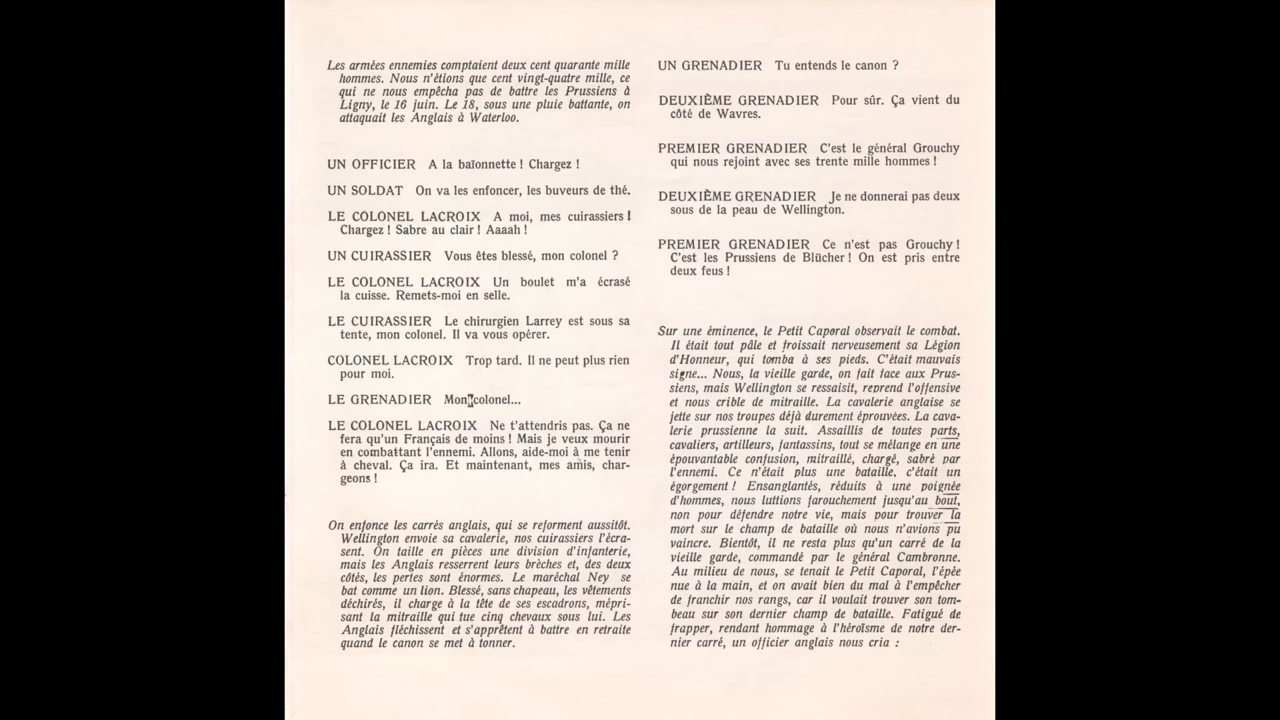 Les armées ennemies comptaient deux cent quarante mille
hommes. Nous n'étions que cent vingt-quatre mille, ce
qui ne nous empêcha pas de battre les Prussiens à
Ligny, le 16 juin. Le 18, sous une pluie battante, on
attaquait les Anglais à Waterloo.
UN OFFICIER A la baïonnette ! Chargez !
UN SOLDAT On va les enfoncer, les buveurs de thé.
LE COLONEL LACROIX A moi, mes cuirassiers !
Chargez ! Sabre au clair ! Aaaah !
UN CUIRASSIER Vous êtes blessé, mon colonel ?
LE COLONEL LACROIX Un boulet m'a écrasé
la cuisse. Remets-moi en selle.
LE CUIRASSIER Le chirurgien Larrey est sous sa
tente, mon colonel. Il va vous opérer.
COLONEL LACROIX Trop tard. Il ne peut plus rien
pour moi.
LE GRENADIER Mon colonel...
LE COLONEL LACROIX Ne t'attendris pas. Ça ne
fera qu'un Français de moins ! Mais je veux mourir
en combattant l'ennemi. Allons, aide-moi à me tenir
à cheval. Ça ira. Et maintenant, mes amis, char-
geons !
On enfonce les carrés anglais, qui se reforment aussitôt.
Wellington envoie sa cavalerie, nos cuirassiers l'écra-
sent. On taille en pièces une division d'infanterie,
mais les Anglais resserrent leurs brèches et, des deux
côtés, les pertes sont énormes. Le maréchal Ney se
bat comme un lion. Blessé, sans chapeau, les vêtements
déchirés, il charge à la tête de ses escadrons, mépri-
sant la mitraille qui tue cinq chevaux sous lui. Les
Anglais fléchissent et s'apprêtent à battre en retraite
quand le canon se met à tonner.
UN GRENADIER Tu entends le canon ?
DEUXIÈME GRENADIER Pour sûr. Ça vient du
côté de Wavres.
PREMIER GRENADIER C'est le général Grouchy
qui nous rejoint avec ses trente mille hommes !
DEUXIÈME GRENADIER Je ne donnerai pas deux
sous de la peau de Wellington.
PREMIER GRENADIER Ce n'est pas Grouchy !
C'est les Prussiens de Blücher ! On est pris entre
deux feus !
Sur une éminence, le Petit Caporal observait le combat.
Il était tout pâle et froissait nerveusement sa Légion
d'Honneur, qui tomba à ses pieds. C'était mauvais
signe... Nous, la vieille garde, on fait face aux Prus-
siens, mais Wellington se ressaisit, reprend l'offensive
et nous crible de mitraille. La cavalerie anglaise se
jette sur nos troupes déjà durement éprouvées. La cava-
lerie prussienne la suit. Assaillis de toutes parts,
cavaliers, artilleurs, fantassins, tout se mélange en une
épouvantable confusion, mitraillé, chargé, sabré par
l'ennemi. Ce n'était plus une bataille, c'était un
égorgement ! Ensanglantés, réduits à une poignée
d'hommes, nous luttions farouchement jusqu'au bout,
non pour défendre notre vie, mais pour trouver la
mort sur le champ de bataille où nous n'avions pu
vaincre. Bientôt, il ne resta plus qu'un carré de la
vieille garde, commandé par le général Cambronne.
Au milieu de nous, se tenait le Petit Caporal, l'épée
nue à la main, et on avait bien du mal à l'empêcher
de franchir nos rangs, car il voulait trouver son tom-
beau sur son dernier champ de bataille. Fatigué de
frapper, rendant hommage à l'héroïsme de notre der-
nier carré, un officier anglais nous cria :